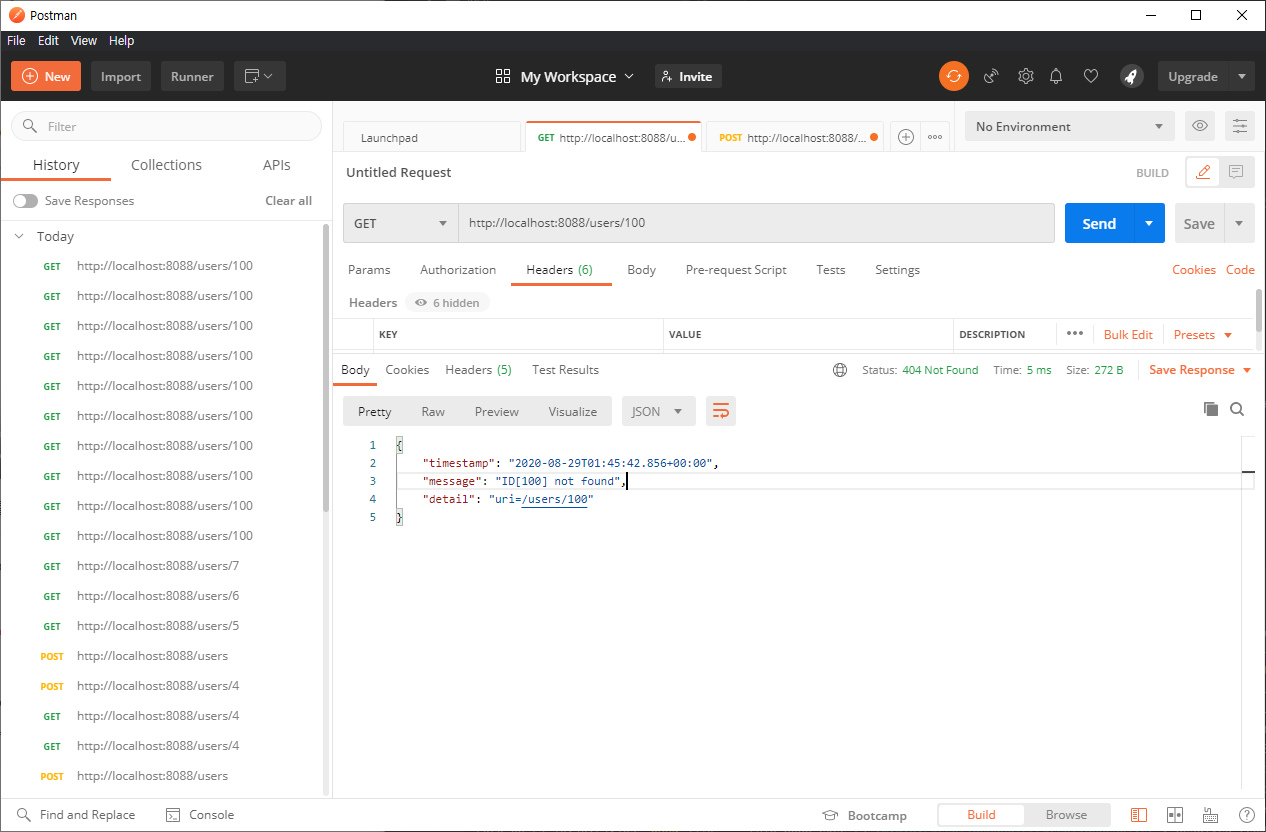 Postman
File Edit View Help
New Import Runner My Workspace Invite Upgrade
Filter
History Collections APIs
Save Responses Clear all
Today
GET http://localhost:8088/users/100
GET http://localhost:8088/users/100
GET http://localhost:8088/users/100
GET http://localhost:8088/users/100
GET http://localhost:8088/users/100
GET http://localhost:8088/users/100
GET http://localhost:8088/users/100
GET http://localhost:8088/users/100
GET http://localhost:8088/users/100
GET http://localhost:8088/users/100
GET http://localhost:8088/users/7
GET http://localhost:8088/users/6
GET http://localhost:8088/users/5
POST http://localhost:8088/users
POST http://localhost:8088/users/4
GET http://localhost:8088/users/4
GET http://localhost:8088/users/4
POST http://localhost:8088/users
Launchpad GET http://localhost:8088/u... POST http://localhost:8088/... No Environment
Untitled Request BUILD
GET http://localhost:8088/users/100 Send Save
Params Authorization Headers (6) Body Pre-request Script Tests Settings Cookies Code
Headers 6 hidden
KEY VALUE DESCRIPTION Bulk Edit Presets
Body Cookies Headers (5) Test Results Status: 404 Not Found Time: 5 ms Size: 272 B Save Response
Pretty Raw Preview Visualize JSON
1 {
2 "timestamp": "2020-08-29T01:45:42.856+00:00",
3 "message": "ID[100] not found",
4 "detail": "uri=/users/100"
5 }
Find and Replace Console Bootcamp Build Browse